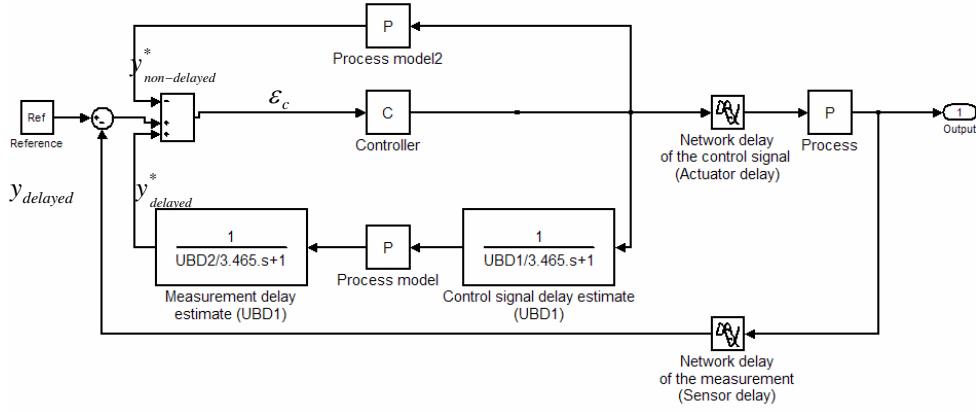 P
Process model2
y*non-delayed
εc
Ref
Reference
C
Controller
Network delay
of the control signal
(Actuator delay)
P
Process
1
Output
ydelayed
y*delayed
1
UBD2/3.465.s+1
Measurement delay
estimate (UBD1)
P
Process model
1
UBD1/3.465.s+1
Control signal delay estimate
(UBD1)
Network delay
of the measurement
(Sensor delay)